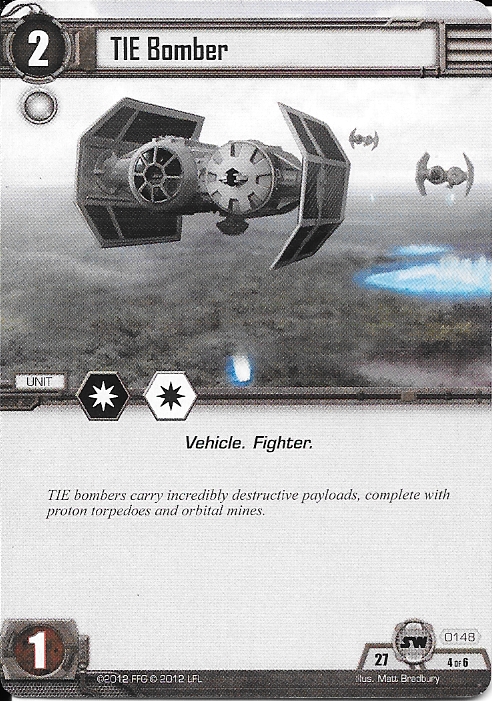 2
TIE Bomber
UNIT
Vehicle. Fighter.
TIE bombers carry incredibly destructive payloads, complete with
proton torpedoes and orbital mines.
1
27
SW
0148
4 OF 6
©2012 FFG © 2012 LFL
Illus. Matt Bradbury